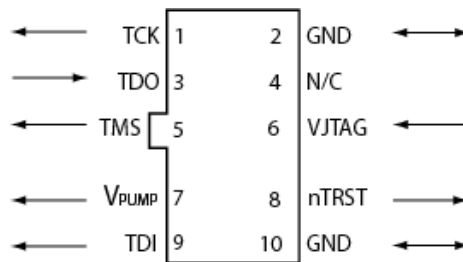 TCK 1 2 GND
TDO 3 4 N/C
TMS 5 6 VJTAG
VPUMP 7 8 nTRST
TDI 9 10 GND